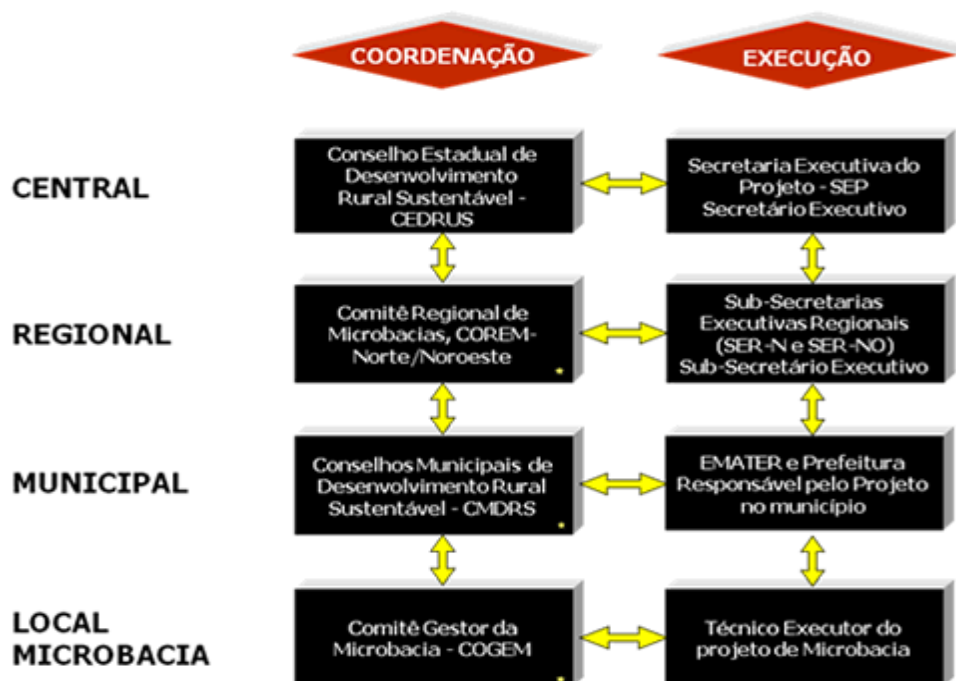 COORDENAÇÃO
EXECUÇÃO
CENTRAL
Conselho Estadual de
Desenvolvimento
Rural Sustentável -
CEDRUS
Secretaria Executiva do
Projeto - SEP
Secretário Executivo
REGIONAL
Comitê Regional de
Microbacias, COREM-
Norte/Noroeste
Sub-Secretarias
Executivas Regionais
(SER-N e SER-NO)
Sub-Secretário Executivo
MUNICIPAL
Conselhos Municipais de
Desenvolvimento Rural
Sustentável - CMDRS
EMATER e Prefeitura
Responsável pelo Projeto
no município
LOCAL
MICROBACIA
Comitê Gestor da
Microbacia - COGEM
Técnico Executor do
projeto de Microbacia